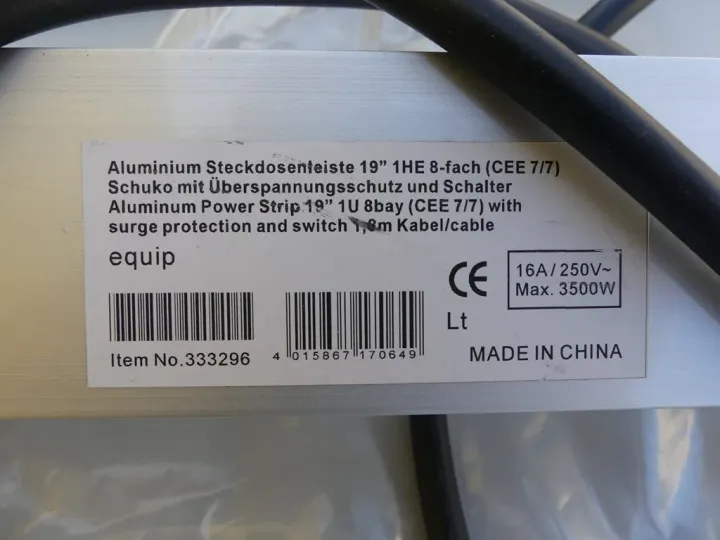 Aluminium Steckdosenleiste 19” 1HE 8-fach (CEE 7/7)
Schuko mit Überspannungsschutz und Schalter
Aluminum Power Strip 19” 1U 8bay (CEE 7/7) with
surge protection and switch 1,8m Kabel/cable
equip
CE
16A / 250V~
Max. 3500W
Lt
Item No.333296
4 015867 170649
MADE IN CHINA